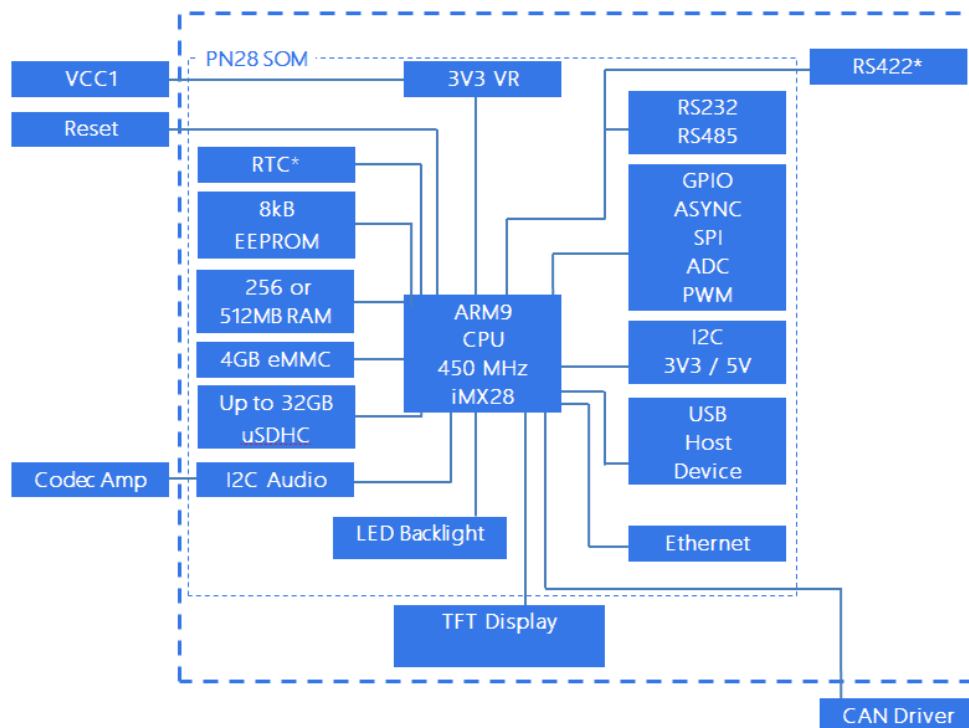 PN28 SOM
VCC1
3V3 VR
RS422*
Reset
RS232
RS485
RTC*
GPIO
ASYNC
SPI
ADC
PWM
8kB
EEPROM
256 or
512MB RAM
ARM9
CPU
450 MHz
iMX28
I2C
3V3 / 5V
4GB eMMC
Up to 32GB
uSDHC
USB
Host
Device
Codec Amp
I2C Audio
LED Backlight
Ethernet
TFT Display
CAN Driver